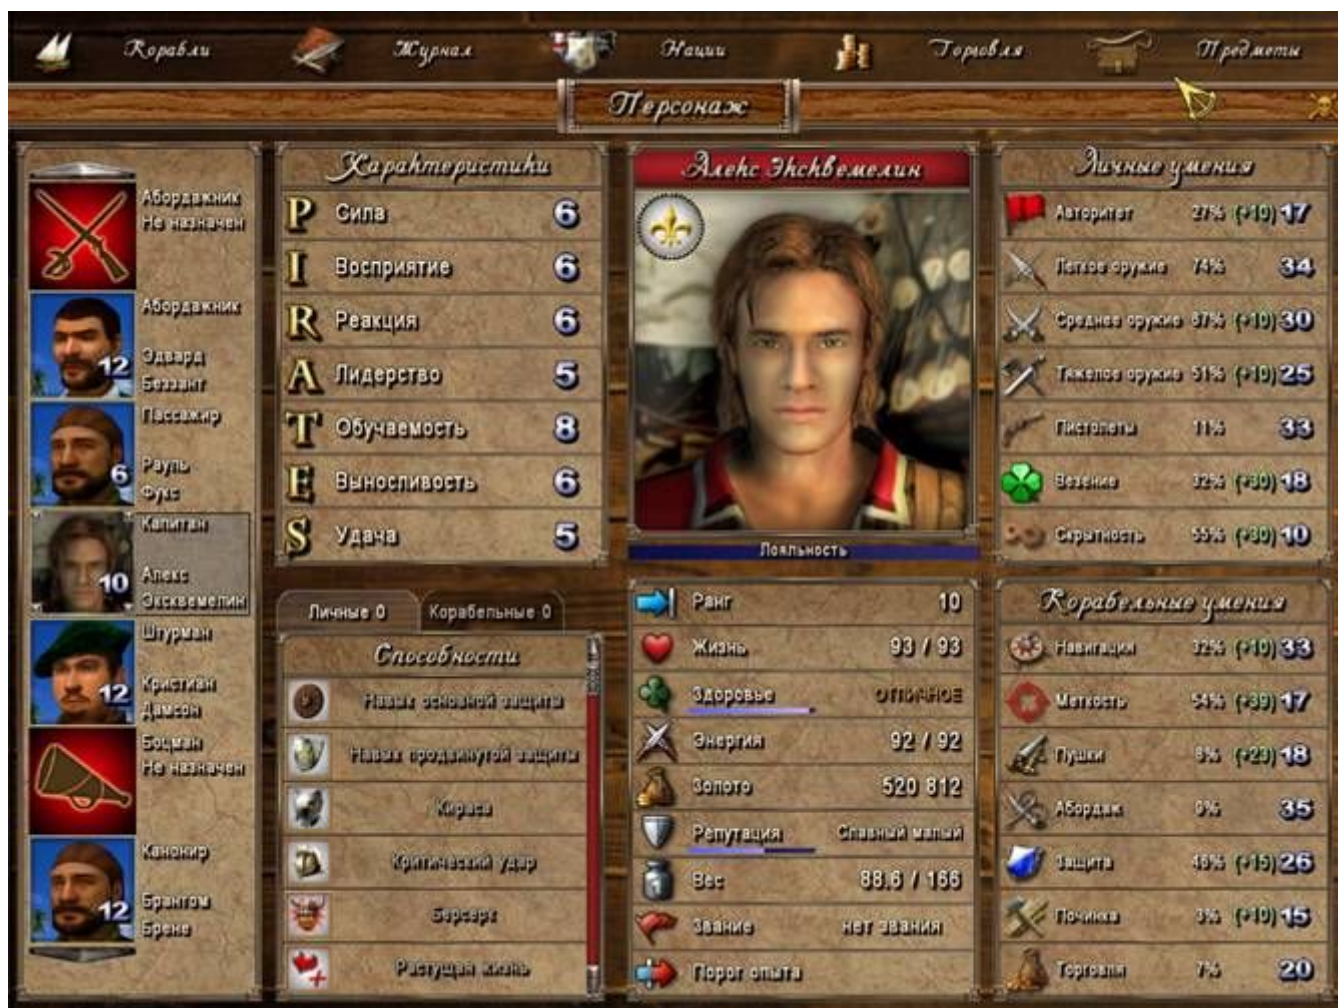 Корабли Журнал Нации Торговля Предметы
Персонаж
Абордажник
Не назначен
Абордажник
12
Эдвард
Беззант
Пассажир
6
Рауль
Фукс
Капитан
10
Алекс
Эксквемелин
Штурман
12
Кристиан
Дамсон
Боцман
Не назначен
Канонир
12
Брантом
Брене
Характеристики
P Сила 6
I Восприятие 6
R Реакция 6
A Лидерство 5
T Обучаемость 8
E Выносливость 6
S Удача 5
Личные 0 Корабельные 0
Способности
Навык основной защиты
Навык продвинутой защиты
Кираса
Критический удар
Берсерк
Растущая жизнь
Алекс Эксквемелин
Лояльность
Ранг 10
Жизнь 93 / 93
Здоровье ОТЛИЧНОЕ
Энергия 92 / 92
Золото 520 812
Репутация Славный малый
Вес 88.6 / 166
Звание нет звания
Порог опыта
Личные умения
Авторитет 27% (+10) 17
Легкое оружие 74% 34
Среднее оружие 87% (+10) 30
Тяжелое оружие 51% (+10) 25
Пистолеты 11% 33
Везение 32% (+30) 18
Скрытность 55% (+30) 10
Корабельные умения
Навигация 32% (+10) 33
Меткость 54% (+39) 17
Пушки (+23) 18
Абордаж 0% 35
Защита (+15) 26
Починка 3% (+10) 15
Торговля 7% 20